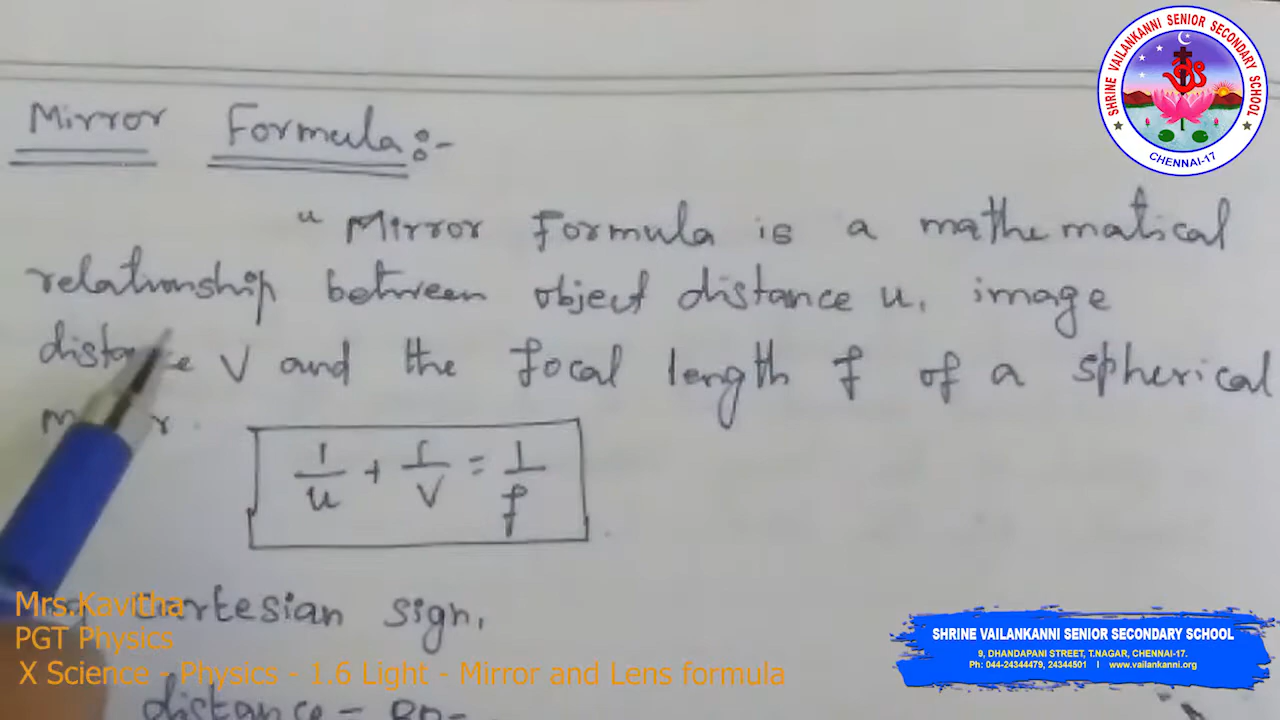 Mirror Formula:-
" Mirror Formula is a mathematical
relationship between object distance u, image
distance V and the focal length f of a spherical
1/u + 1/V = 1/f
Cartesian sign,
distance -
Mrs.Kavitha
PGT Physics
X Science - Physics - 1.6 Light - Mirror and Lens formula
SHRINE VAILANKANNI SENIOR SECONDARY SCHOOL
CHENNAI-17
SHRINE VAILANKANNI SENIOR SECONDARY SCHOOL
9, DHANDAPANI STREET, T.NAGAR, CHENNAI-17.
Ph: 044-24344479, 24344501 | www.vailankanni.org